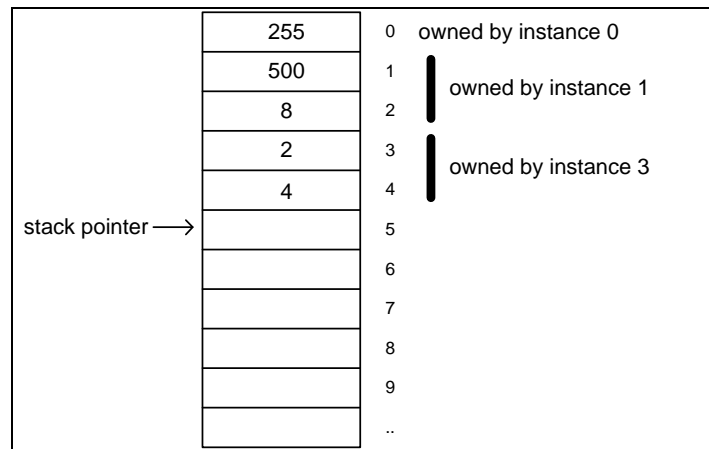 255 0 owned by instance 0
500 1
owned by instance 1
8 2
2 3
owned by instance 3
4 4
stack pointer 5
6
7
8
9
..